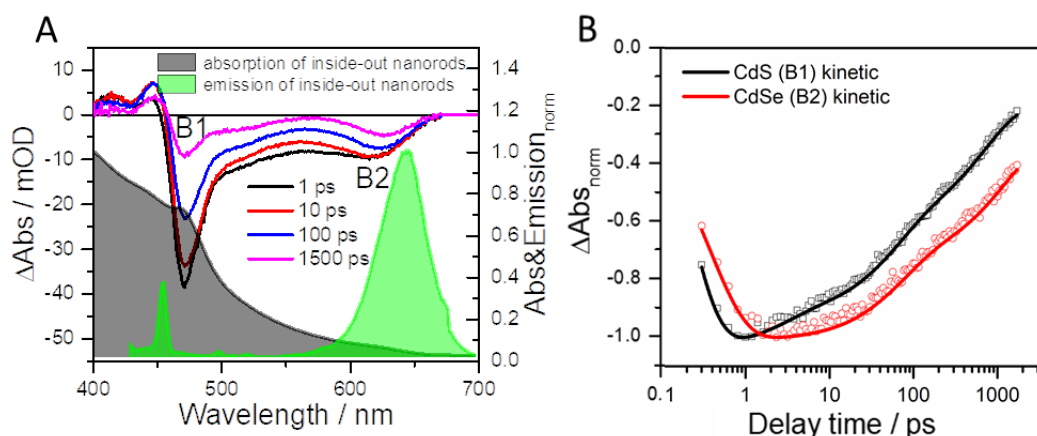 A
absorption of inside-out nanorods
emission of inside-out nanorods
B1
B2
1 ps
10 ps
100 ps
1500 ps
10
0
-10
-20
-30
-40
-50
ΔAbs / mOD
1.4
1.2
1.0
0.8
0.6
0.4
0.2
0.0
Abs&Emissionnorm
400 500 600 700
Wavelength / nm
B
CdS (B1) kinetic
CdSe (B2) kinetic
0.0
-0.2
-0.4
-0.6
-0.8
-1.0
ΔAbsnorm
0.1 1 10 100 1000
Delay time / ps